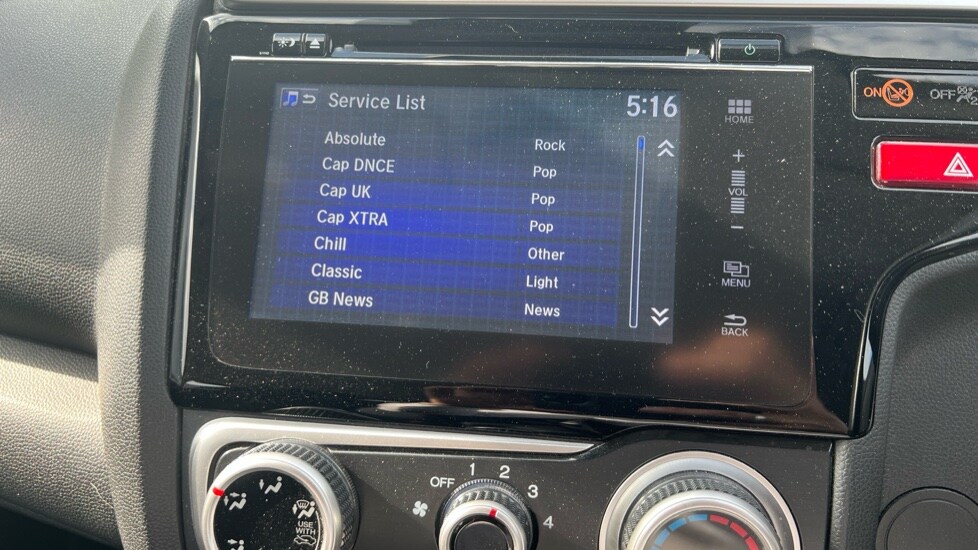 Service List 5:16
HOME
ON OFF
Absolute Rock
Cap DNCE Pop
Cap UK Pop
Cap XTRA Pop
Chill Other
Classic Light
GB News News
+
VOL
−
MENU
BACK
OFF 1 2 3 4
USE
WITH